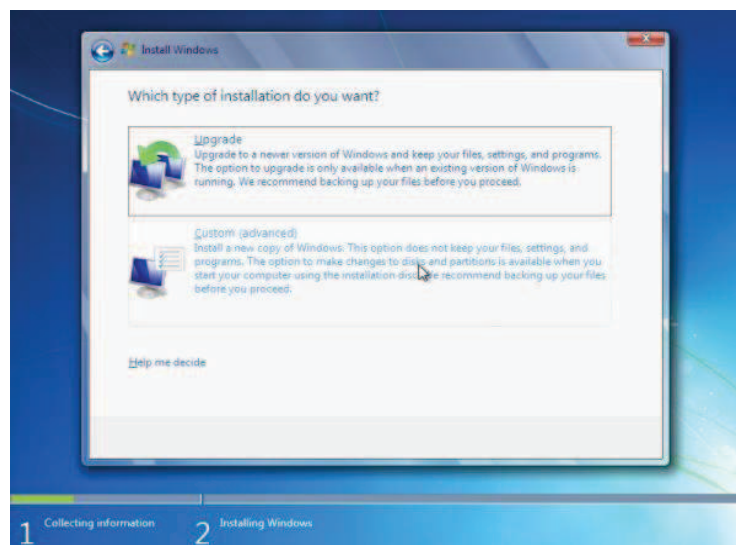 Install Windows
Which type of installation do you want?
Upgrade
Upgrade to a newer version of Windows and keep your files, settings, and programs.
The option to upgrade is only available when an existing version of Windows is
running. We recommend backing up your files before you proceed.
Custom (advanced)
Install a new copy of Windows. This option does not keep your files, settings, and
programs. The option to make changes to disks and partitions is available when you
start your computer using the installation disc. We recommend backing up your files
before you proceed.
Help me decide
1 Collecting information
2 Installing Windows